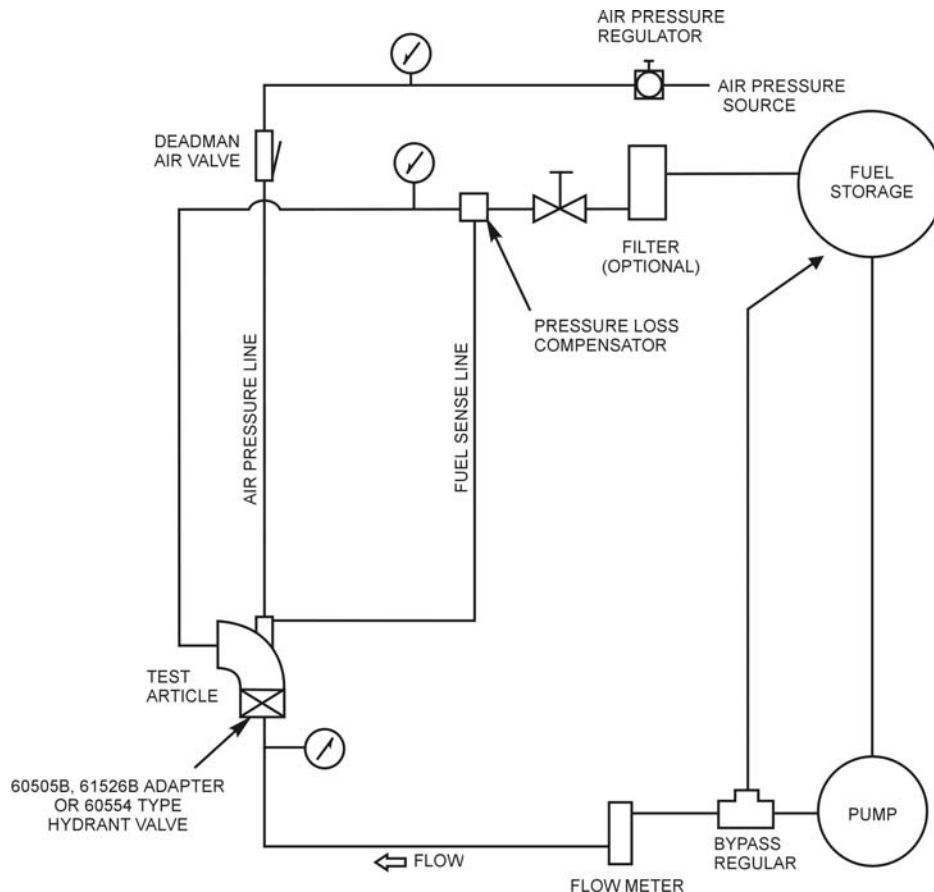 AIR PRESSURE
REGULATOR
AIR PRESSURE
SOURCE
DEADMAN
AIR VALVE
FUEL
STORAGE
FILTER
(OPTIONAL)
PRESSURE LOSS
COMPENSATOR
AIR PRESSURE LINE
FUEL SENSE LINE
TEST
ARTICLE
60505B, 61526B ADAPTER
OR 60554 TYPE
HYDRANT VALVE
FLOW
FLOW METER
BYPASS
REGULAR
PUMP